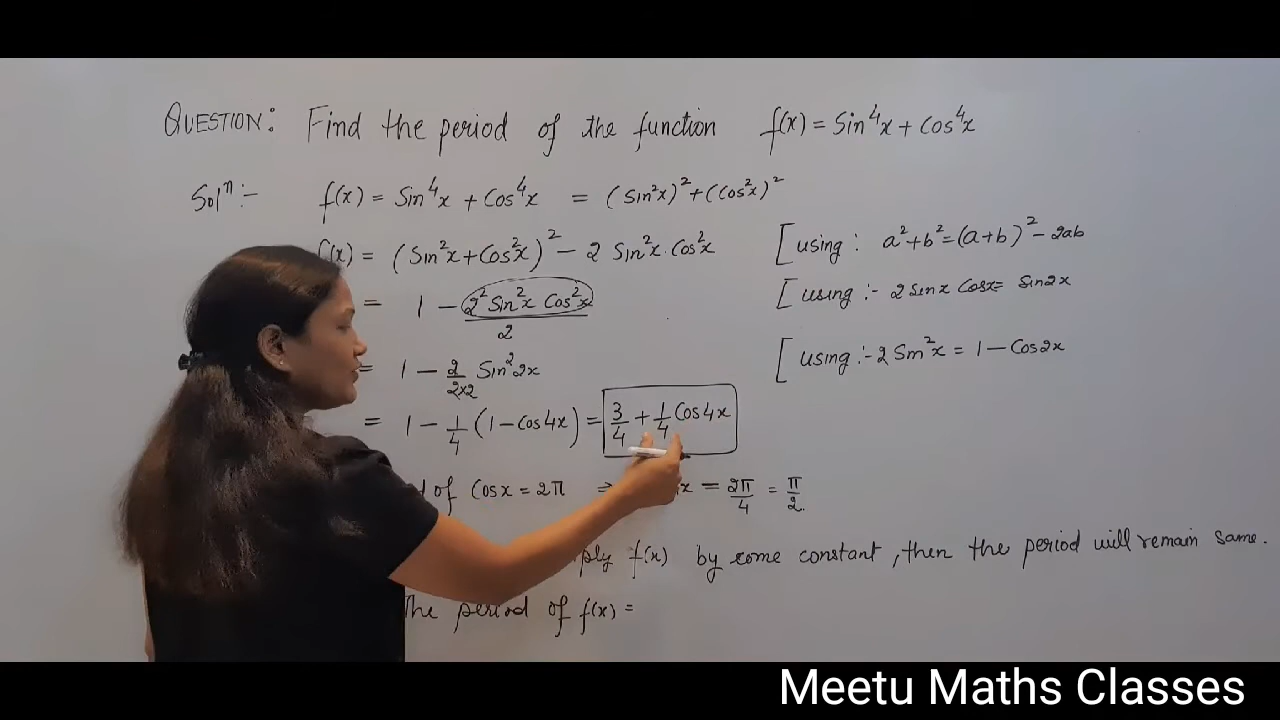 QUESTION: Find the period of the function f(x) = Sin⁴x + Cos⁴x
Solⁿ :- f(x) = Sin⁴x + Cos⁴x = (Sin²x)² + (Cos²x)²
(x) = (Sin²x + Cos²x)² - 2 Sin²x · Cos²x [using : a² + b² = (a+b)² - 2ab
= 1 - 2² Sin²x Cos²x / 2 [using :- 2 Sinx Cosx = Sin2x
= 1 - 2/2x2 Sin²2x [using :- 2 Sin²x = 1 - Cos2x
= 1 - 1/4 (1 - Cos4x) = 3/4 + 1/4 Cos4x
of Cosx = 2π ⇒ x = 2π/4 = π/2.
f(x) by some constant, then the period will remain same.
The period of f(x) =
Meetu Maths Classes